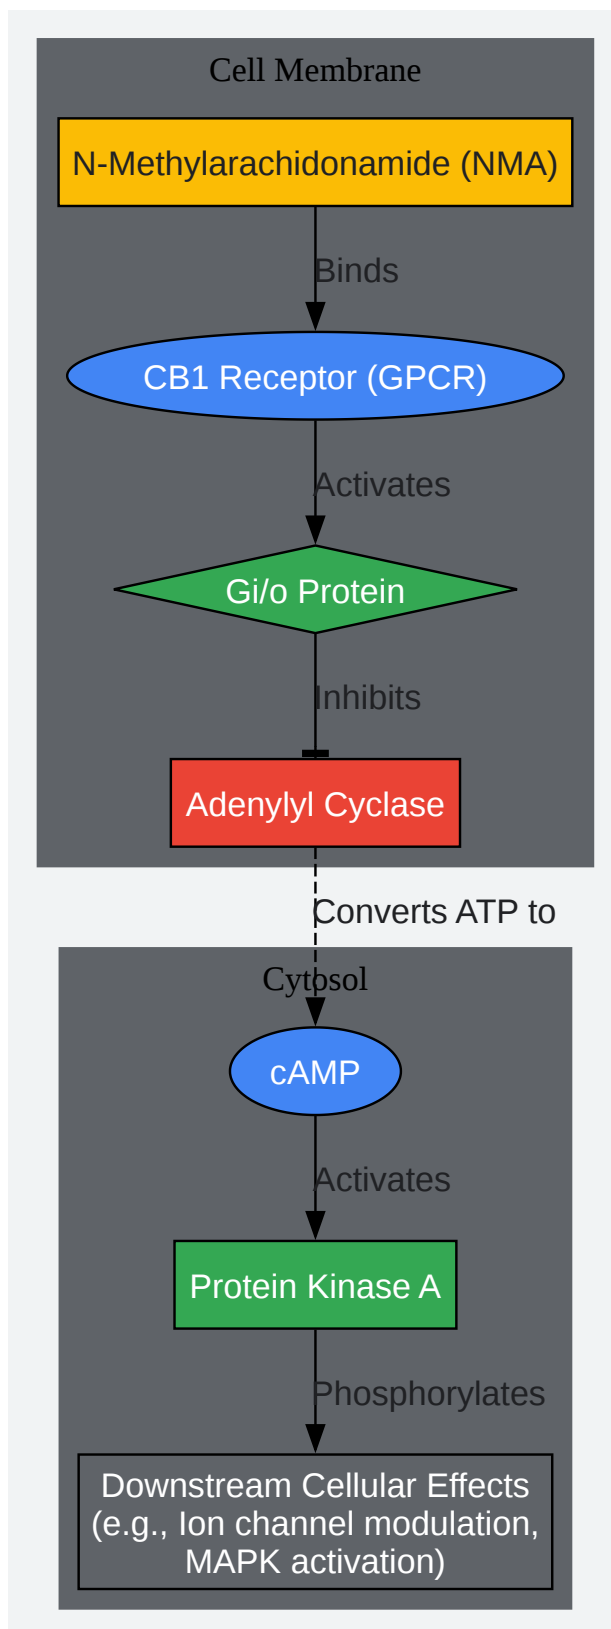 Cell Membrane
N-Methylarachidonamide (NMA)
Binds
CB1 Receptor (GPCR)
Activates
Gi/o Protein
Inhibits
Adenylyl Cyclase
Converts ATP to
Cytosol
cAMP
Activates
Protein Kinase A
Phosphorylates
Downstream Cellular Effects
(e.g., Ion channel modulation,
MAPK activation)